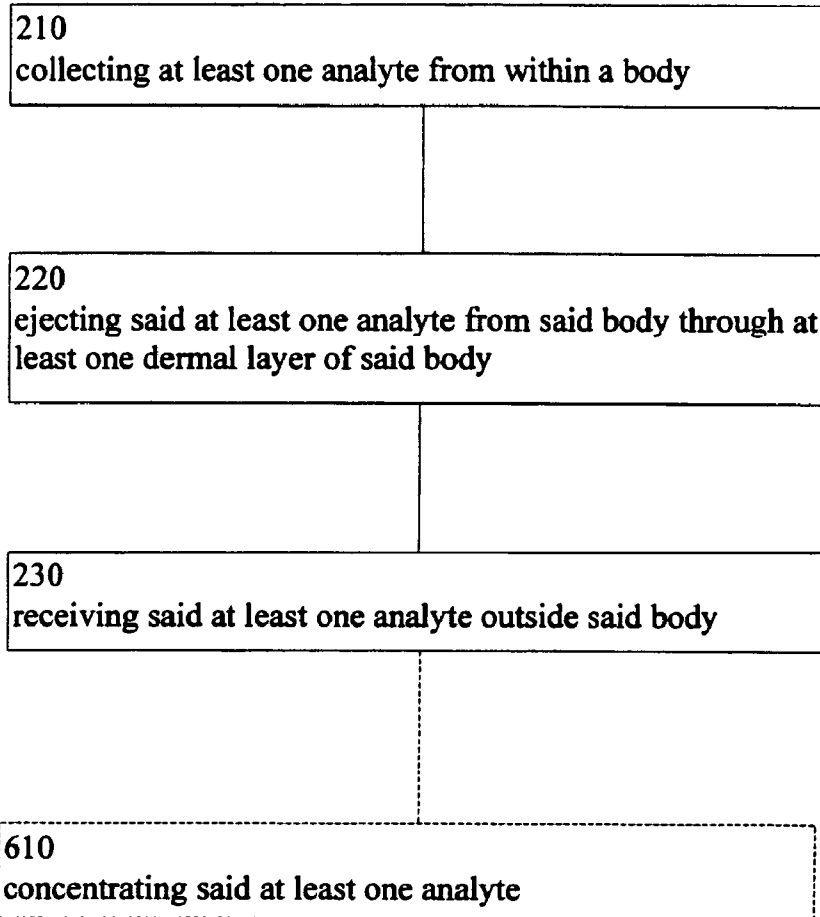 210
collecting at least one analyte from within a body
220
ejecting said at least one analyte from said body through at
least one dermal layer of said body
230
receiving said at least one analyte outside said body
610
concentrating said at least one analyte